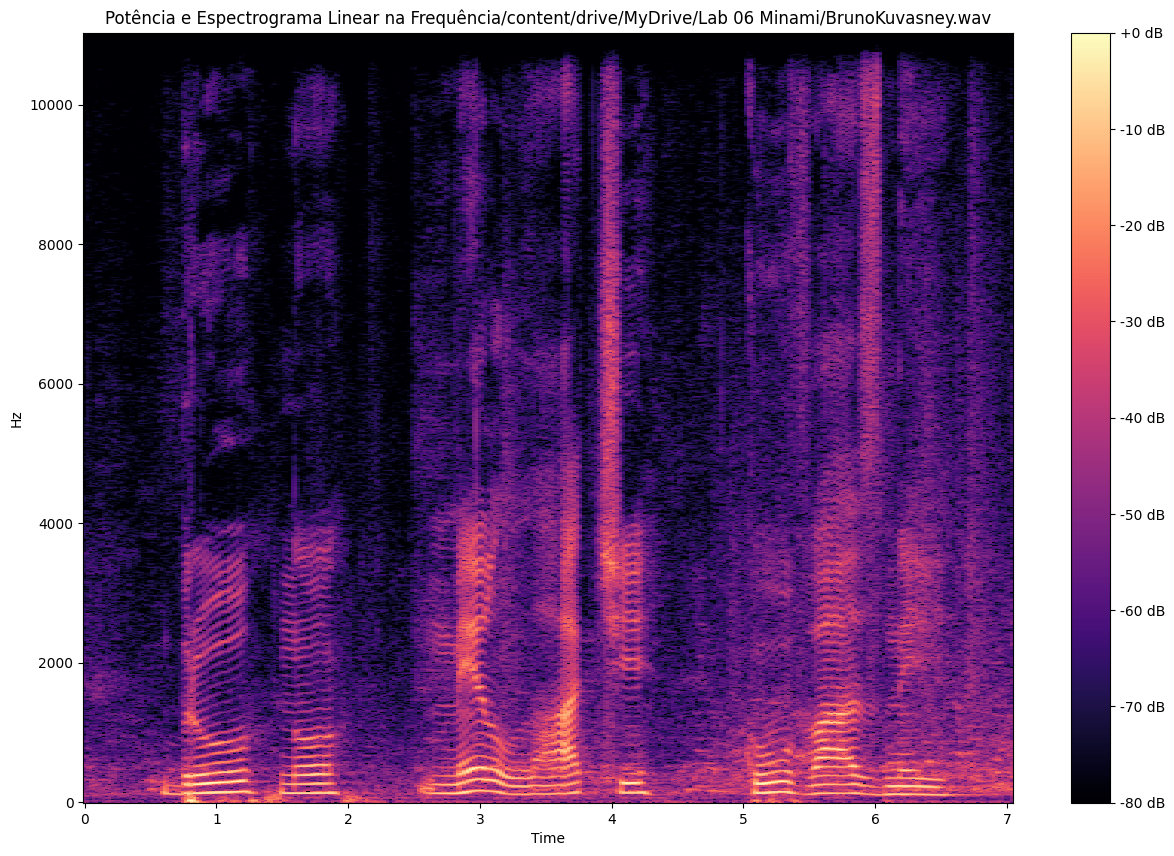 Potência e Espectrograma Linear na Frequência/content/drive/MyDrive/Lab 06 Minami/BrunoKuvasney.wav
+0 dB
10000
-10 dB
8000
-20 dB
-30 dB
6000
Hz
-40 dB
4000
-50 dB
-60 dB
2000
-70 dB
0
-80 dB
0 1 2 3 4 5 6 7
Time